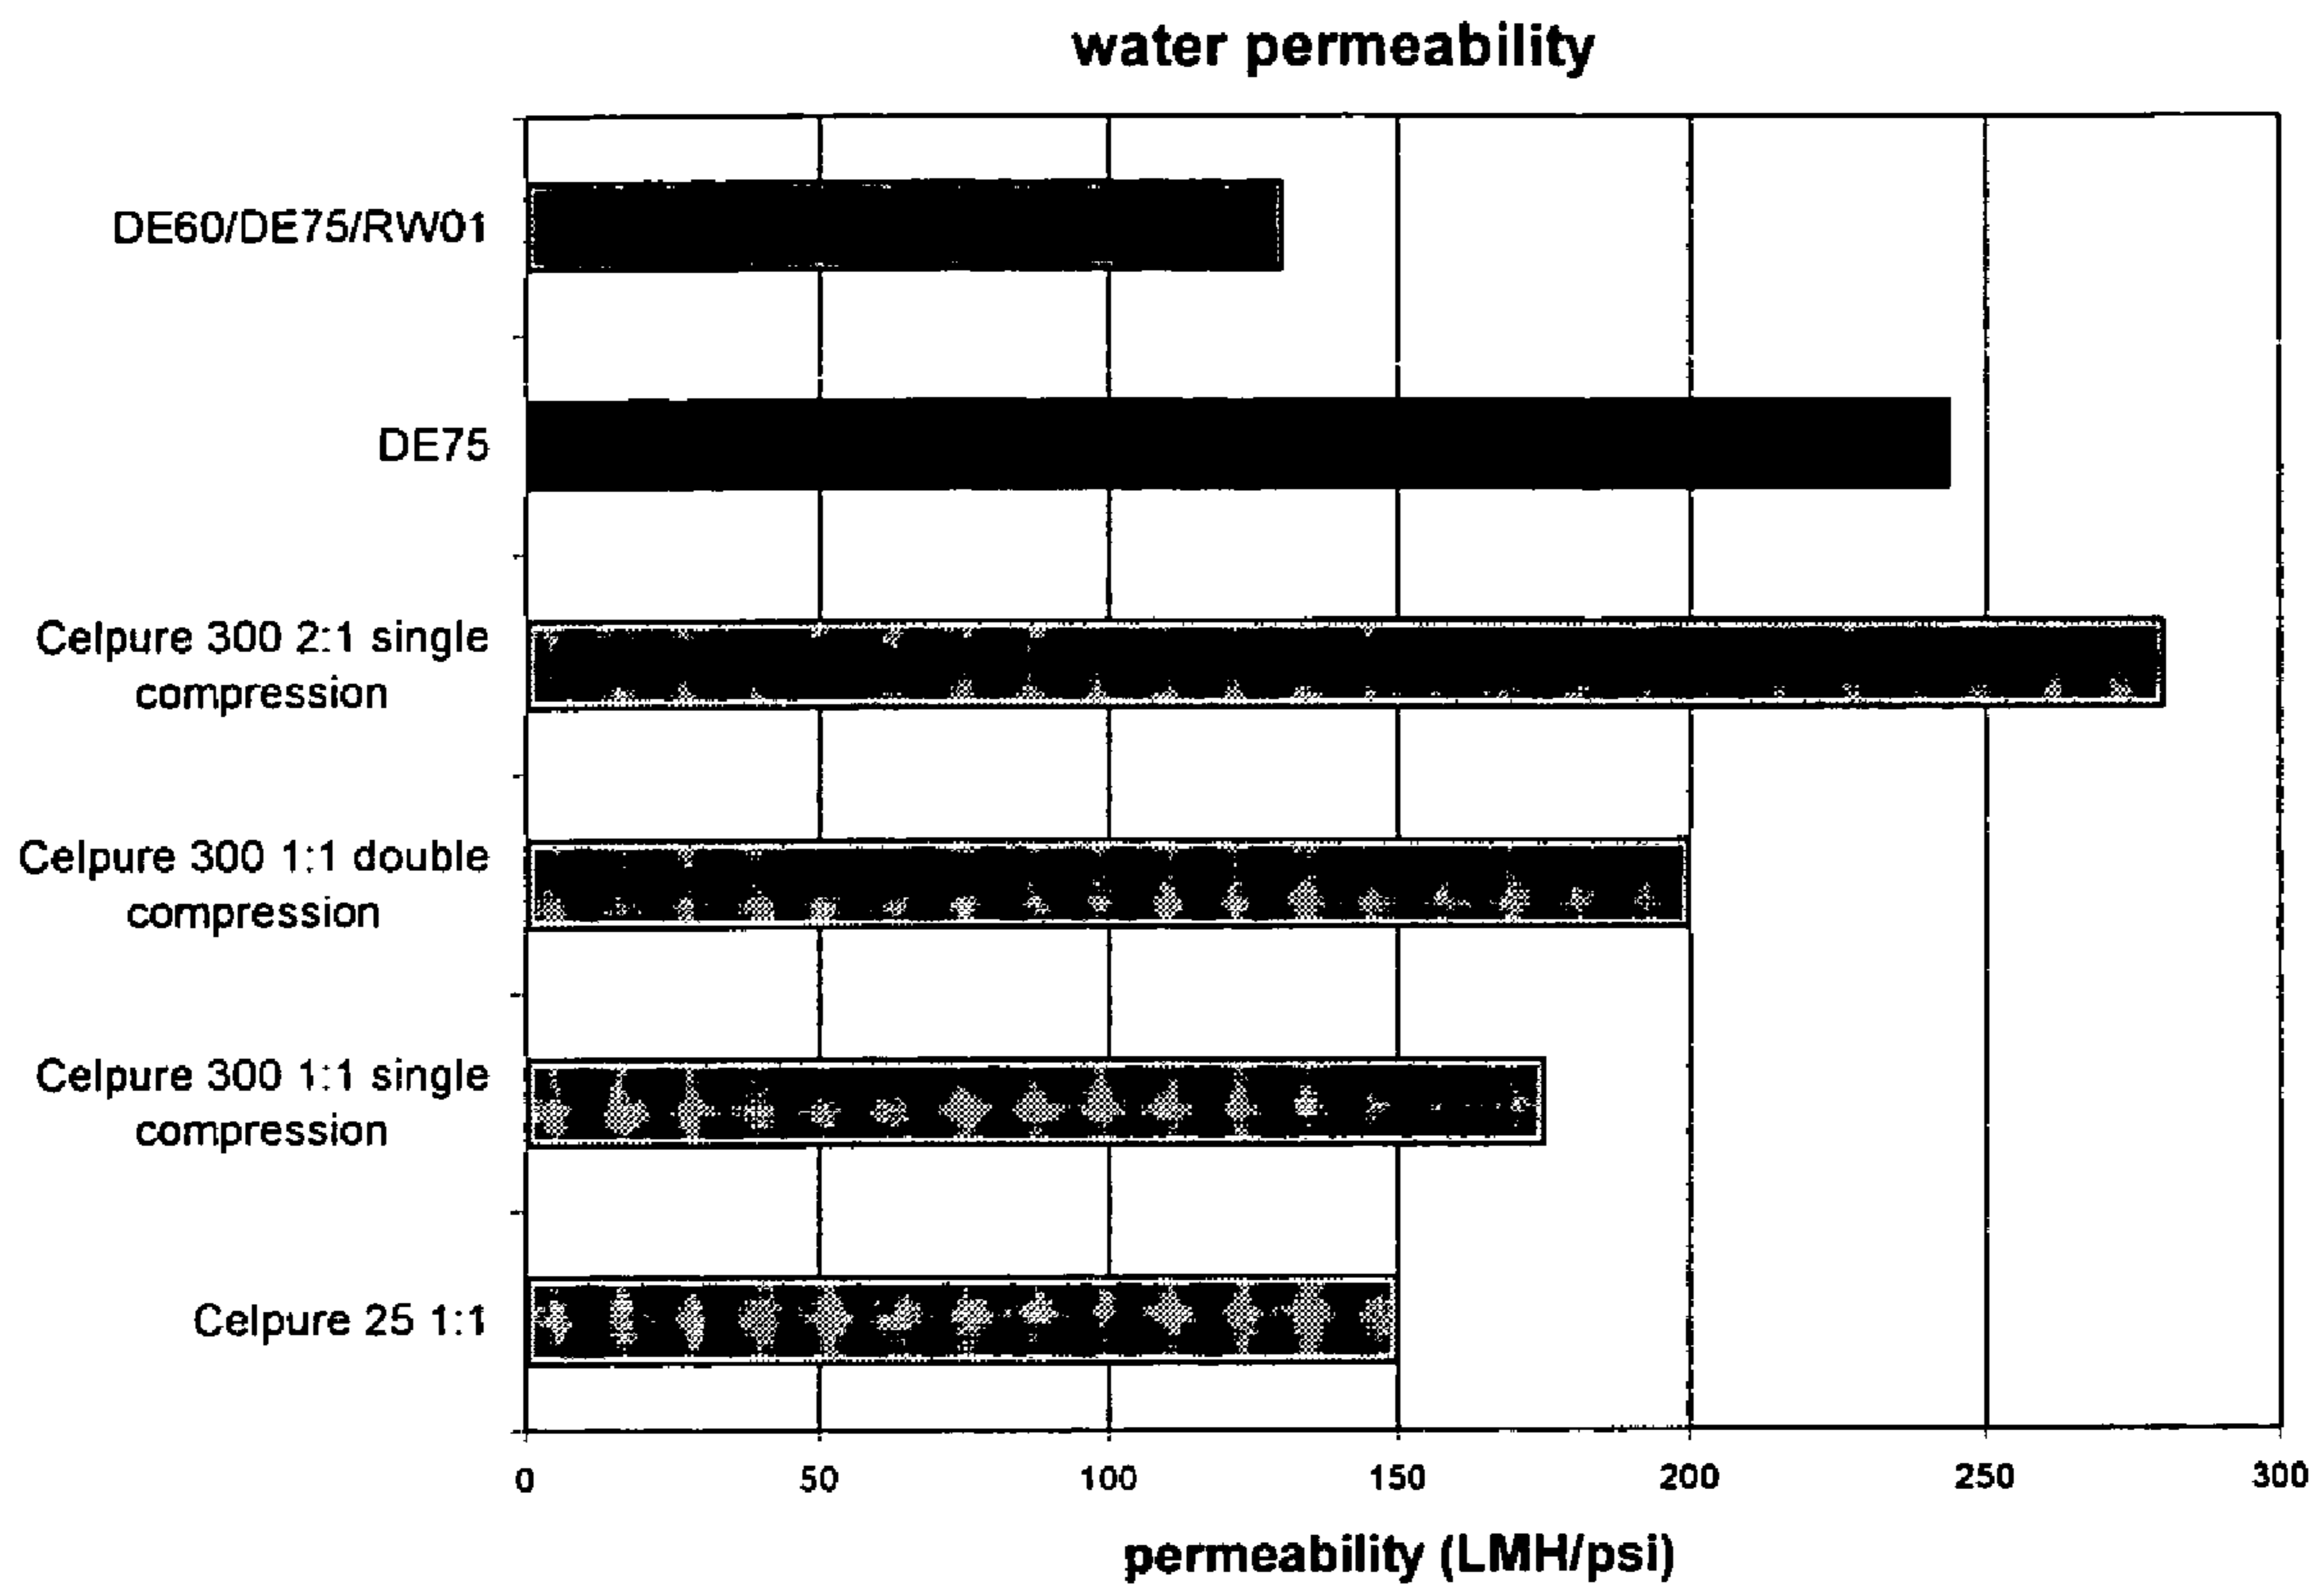 water permeability
DE60/DE75/RW01
DE75
Celpure 300 2:1 single
compression
Celpure 300 1:1 double
compression
Celpure 300 1:1 single
compression
Celpure 25 1:1
0 50 100 150 200 250 300
permeability (LMH/psi)